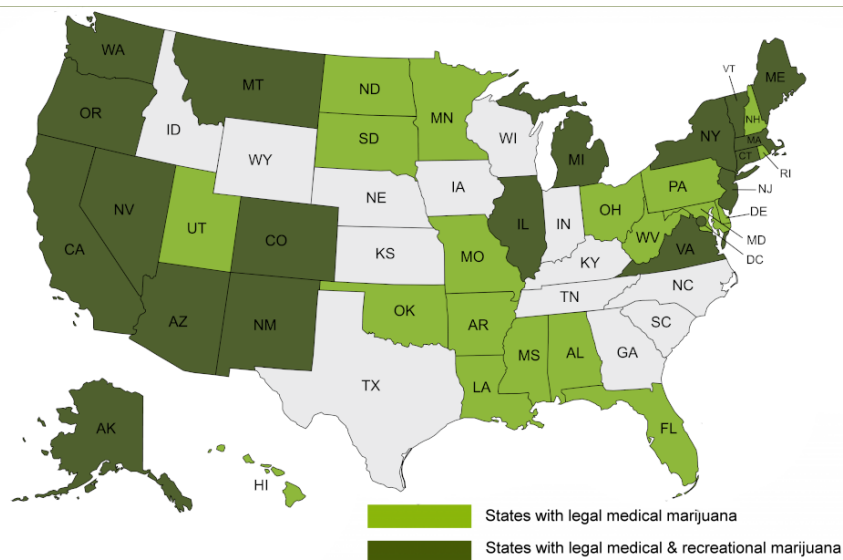 WA
MT
ND
MN
VT
ME
OR
ID
SD
WI
NH
NY
MA
WY
MI
CT
RI
NV
NE
IA
PA
NJ
UT
IL
IN
OH
DE
CA
CO
WV
MD
KS
MO
VA
DC
KY
NC
AZ
NM
OK
TN
AR
SC
MS
AL
GA
TX
LA
AK
FL
HI
States with legal medical marijuana
States with legal medical & recreational marijuana